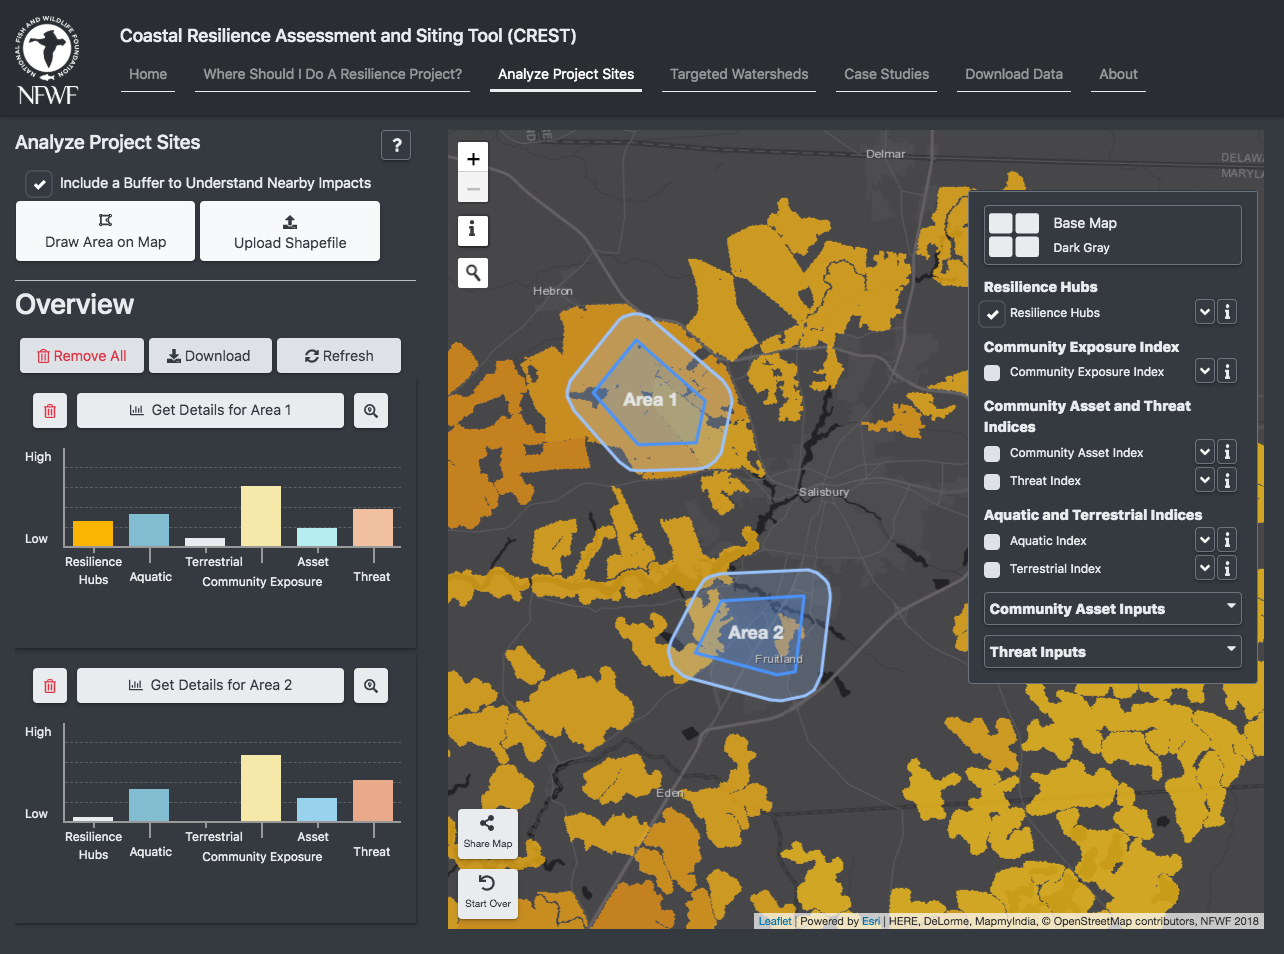 NATIONAL FISH AND WILDLIFE FOUNDATION
NFWF
Coastal Resilience Assessment and Siting Tool (CREST)
Home
Where Should I Do A Resilience Project?
Analyze Project Sites
Targeted Watersheds
Case Studies
Download Data
About
Analyze Project Sites
?
Include a Buffer to Understand Nearby Impacts
Draw Area on Map
Upload Shapefile
Overview
Remove All
Download
Refresh
Get Details for Area 1
High
Low
Resilience
Hubs
Aquatic
Terrestrial
Community Exposure
Asset
Threat
Get Details for Area 2
High
Low
Resilience
Hubs
Aquatic
Terrestrial
Community Exposure
Asset
Threat
+
−
i
Delmar
DELAW
MARYLA
Hebron
Area 1
Salisbury
Area 2
Fruitland
Eden
Share Map
Start Over
Base Map
Dark Gray
Resilience Hubs
Resilience Hubs
i
Community Exposure Index
Community Exposure Index
i
Community Asset and Threat
Indices
Community Asset Index
i
Threat Index
i
Aquatic and Terrestrial Indices
Aquatic Index
i
Terrestrial Index
i
Community Asset Inputs
Threat Inputs
Leaflet | Powered by Esri | HERE, DeLorme, MapmyIndia, © OpenStreetMap contributors, NFWF 2018